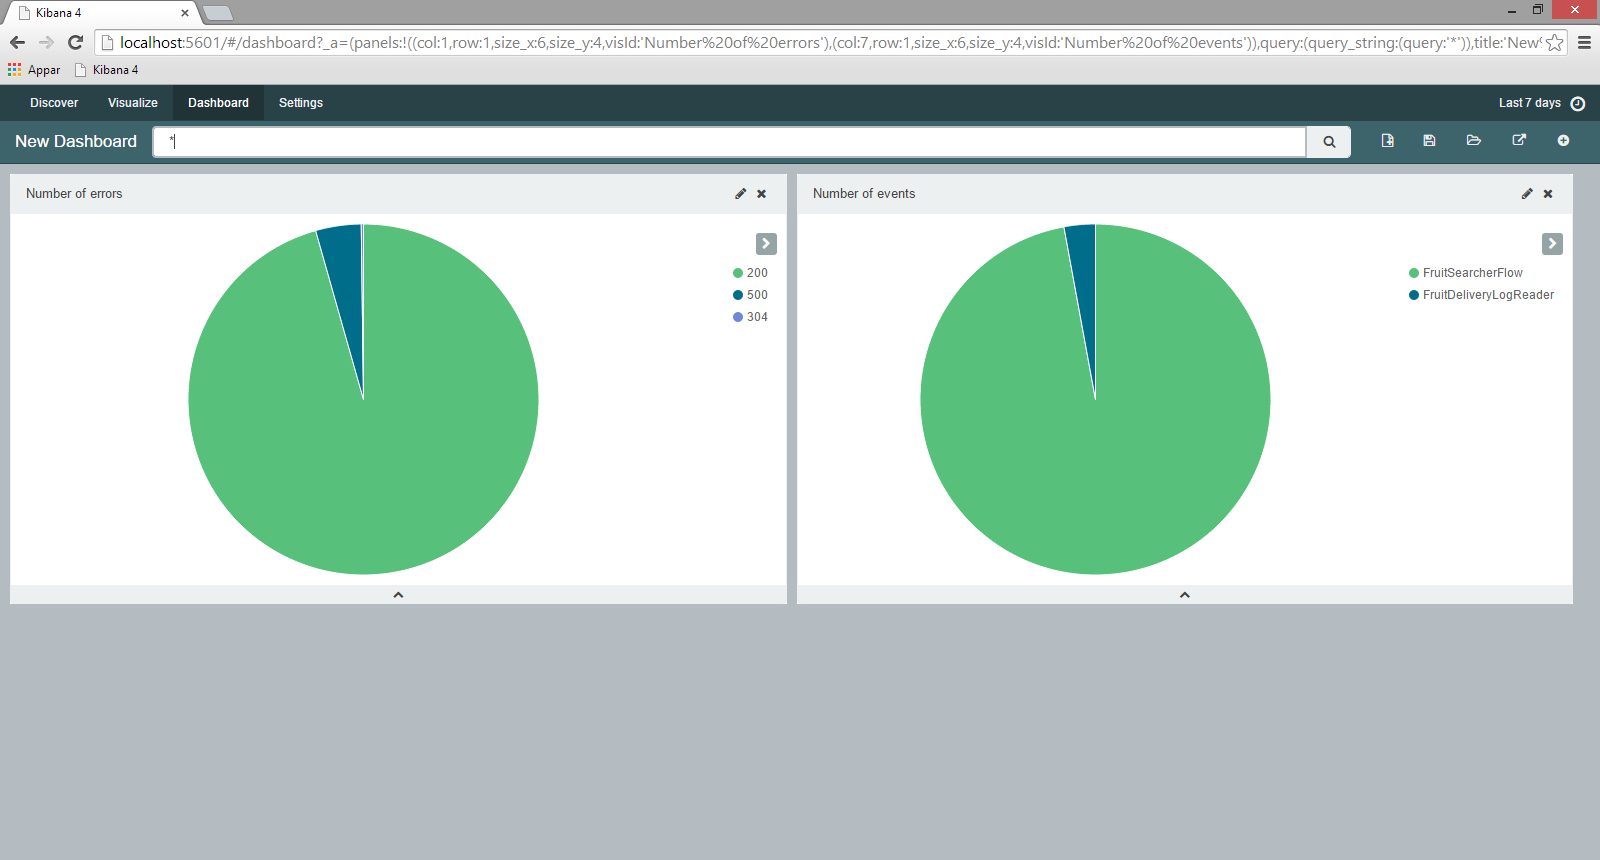 Kibana 4
localhost:5601/#/dashboard?_a=(panels:!((col:1,row:1,size_x:6,size_y:4,visId:'Number%20of%20errors'),(col:7,row:1,size_x:6,size_y:4,visId:'Number%20of%20events')),query:(query_string:(query:'*')),title:'New%
Appar Kibana 4
Discover Visualize Dashboard Settings Last 7 days
New Dashboard *
Number of errors
200
500
304
Number of events
FruitSearcherFlow
FruitDeliveryLogReader